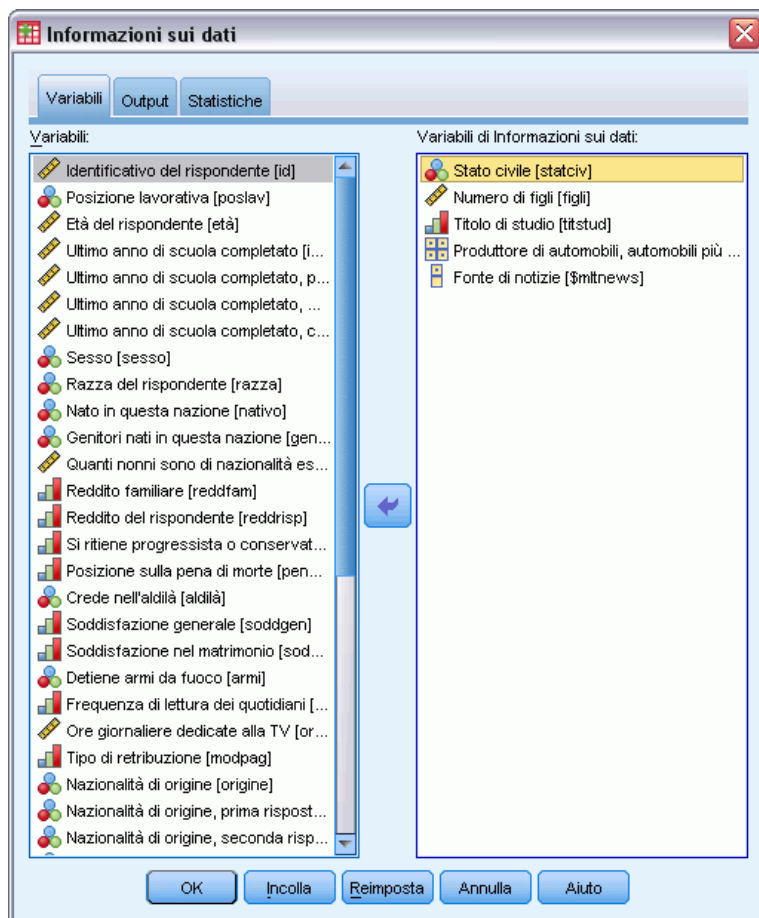 Informazioni sui dati
Variabili Output Statistiche
Variabili:
Identificativo del rispondente [id]
Posizione lavorativa [poslav]
Età del rispondente [età]
Ultimo anno di scuola completato [i...
Ultimo anno di scuola completato, p...
Ultimo anno di scuola completato, ...
Ultimo anno di scuola completato, c...
Sesso [sesso]
Razza del rispondente [razza]
Nato in questa nazione [nativo]
Genitori nati in questa nazione [gen...
Quanti nonni sono di nazionalità es...
Reddito familiare [reddfam]
Reddito del rispondente [reddrisp]
Si ritiene progressista o conservat...
Posizione sulla pena di morte [pen...
Crede nell'aldilà [aldilà]
Soddisfazione generale [soddgen]
Soddisfazione nel matrimonio [sod...
Detiene armi da fuoco [armi]
Frequenza di lettura dei quotidiani [...
Ore giornaliere dedicate alla TV [or...
Tipo di retribuzione [modpag]
Nazionalità di origine [origine]
Nazionalità di origine, prima rispost...
Nazionalità di origine, seconda risp...
Variabili di Informazioni sui dati:
Stato civile [statciv]
Numero di figli [figli]
Titolo di studio [titstud]
Produttore di automobili, automobili più ...
Fonte di notizie [$mltnews]
OK Incolla Reimposta Annulla Aiuto